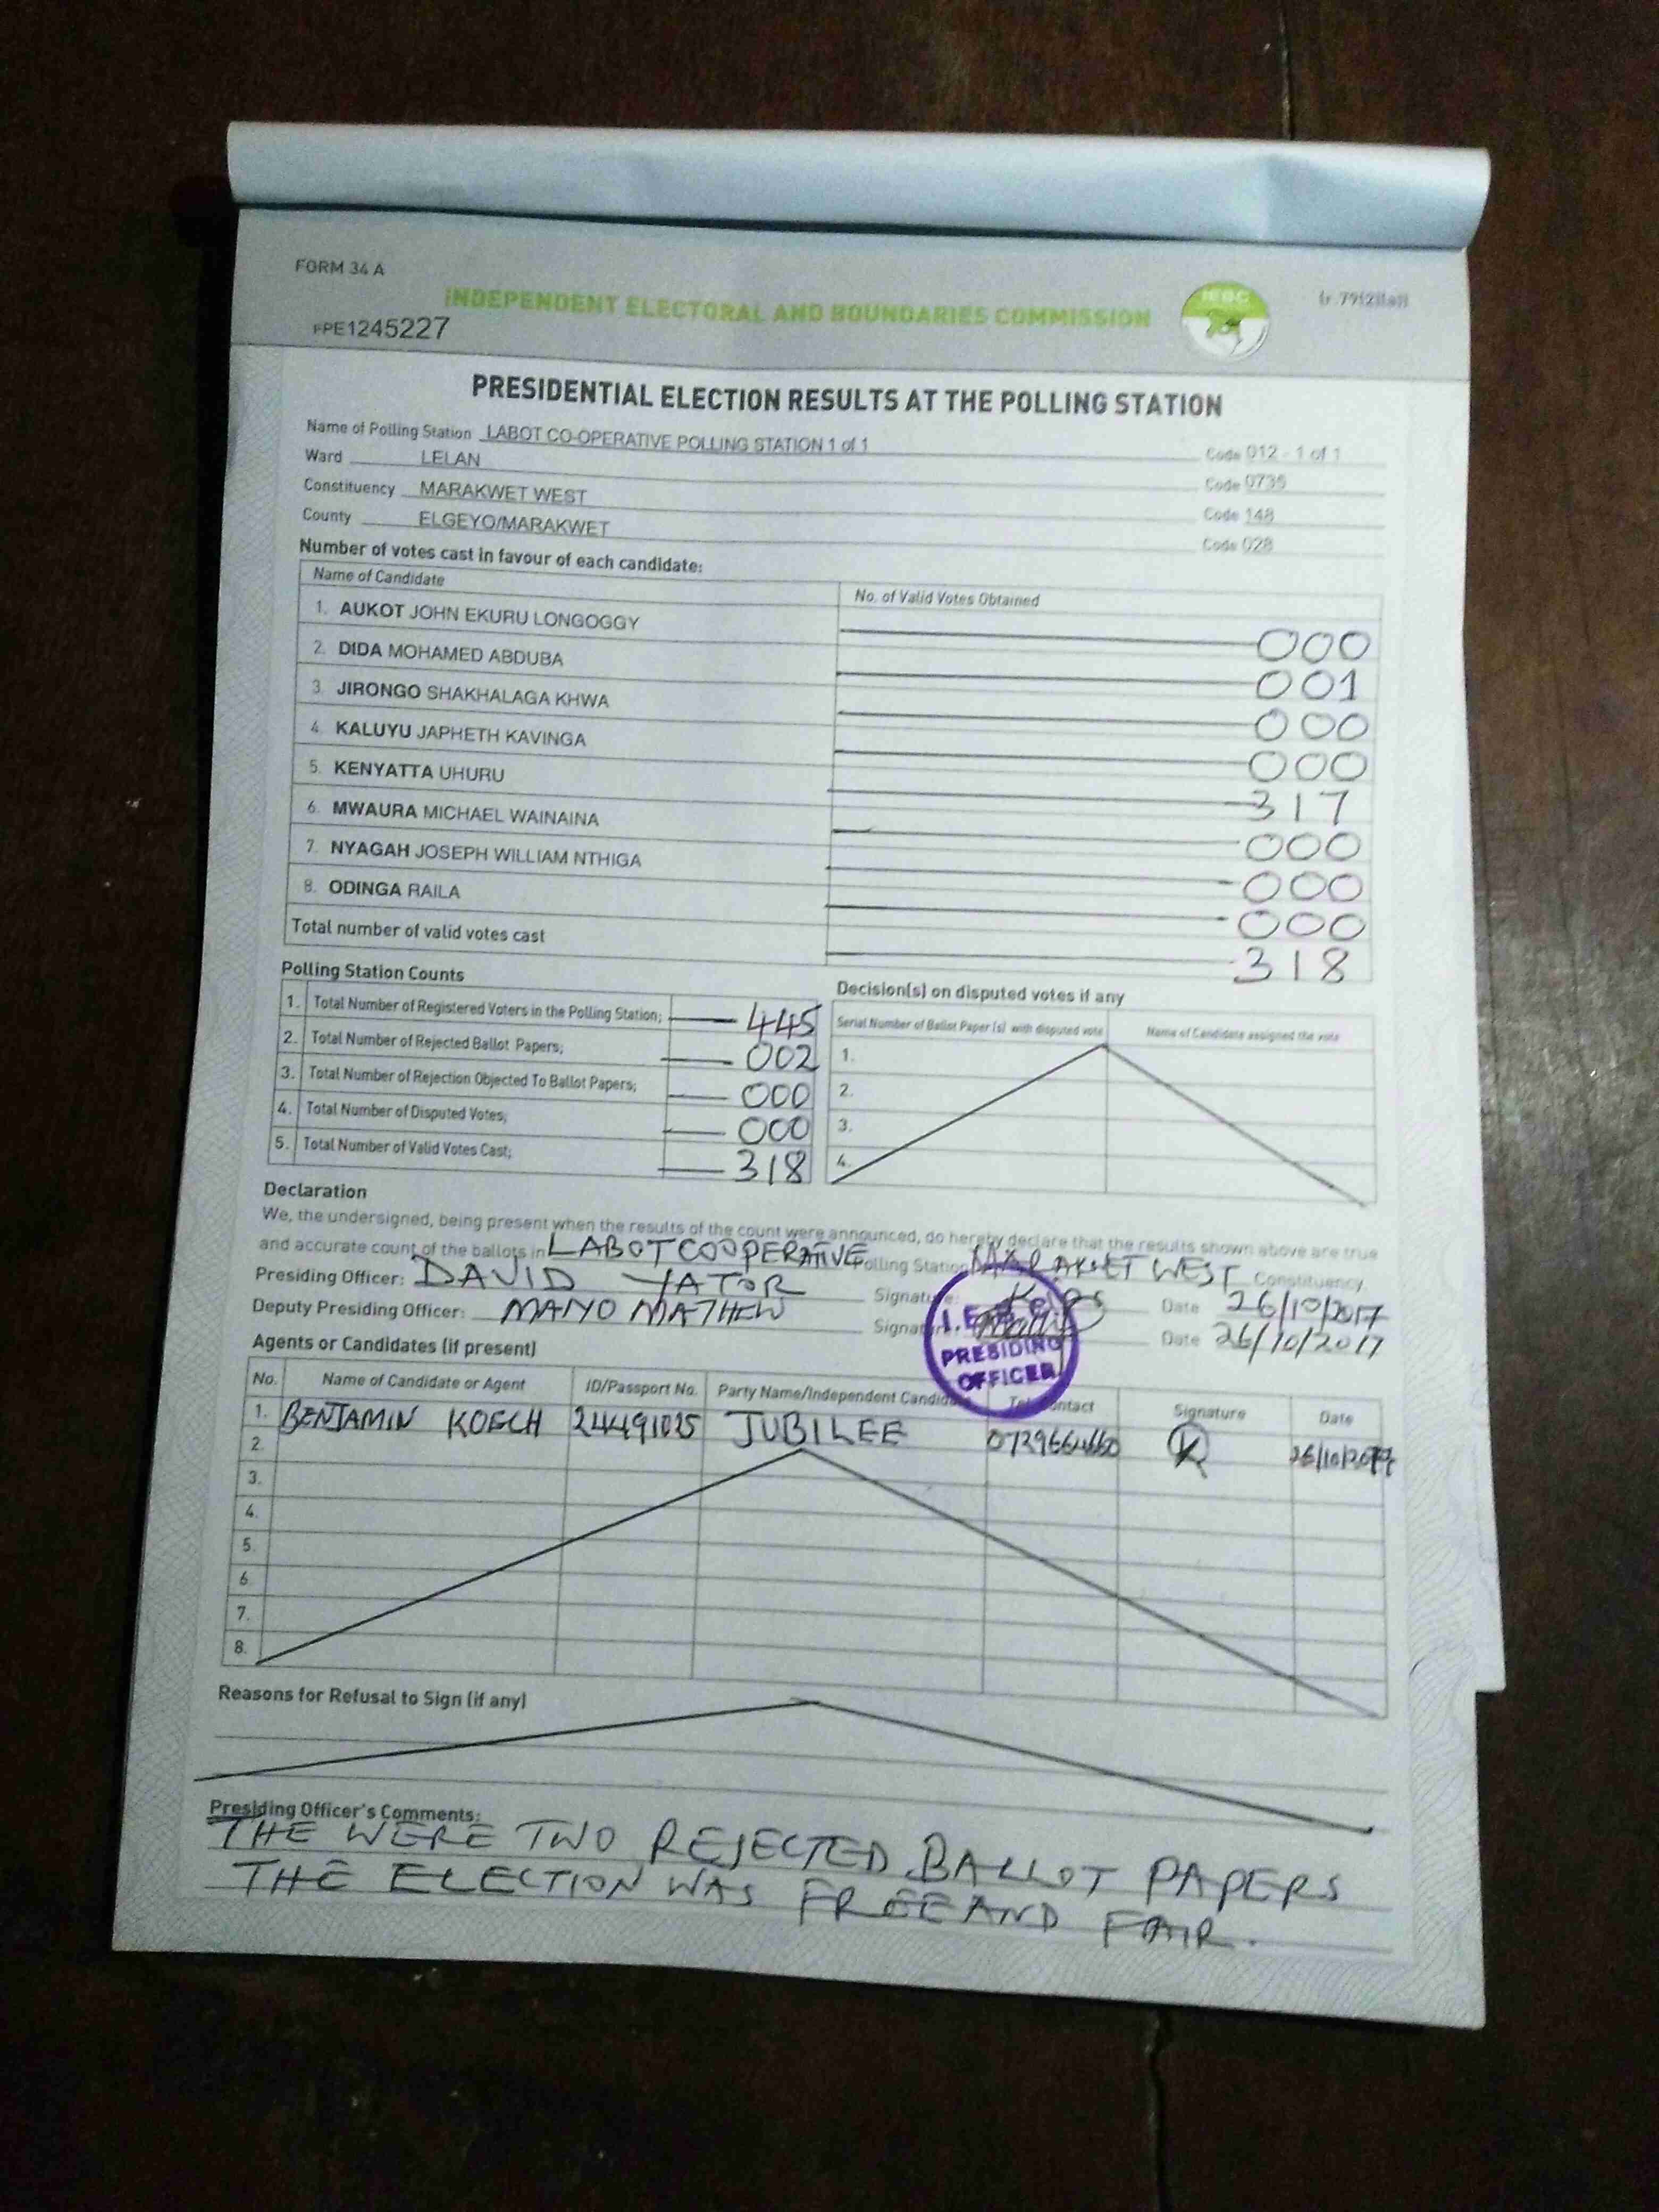 FORM 34 A
INDEPENDENT ELECTORAL AND BOUNDARIES COMMISSION
IEBC
(r. 79(2)(a))
FPE1245227
PRESIDENTIAL ELECTION RESULTS AT THE POLLING STATION
Name of Polling Station LABOT CO-OPERATIVE POLLING STATION 1 of 1 Code 012 - 1 of 1
Ward LELAN Code 0735
Constituency MARAKWET WEST Code 148
County ELGEYO/MARAKWET Code 028
Number of votes cast in favour of each candidate:
Name of Candidate No. of Valid Votes Obtained
1. AUKOT JOHN EKURU LONGOGGY 000
2. DIDA MOHAMED ABDUBA 001
3. JIRONGO SHAKHALAGA KHWA 000
4. KALUYU JAPHETH KAVINGA 000
5. KENYATTA UHURU 317
6. MWAURA MICHAEL WAINAINA 000
7. NYAGAH JOSEPH WILLIAM NTHIGA 000
8. ODINGA RAILA 000
Total number of valid votes cast 318
Polling Station Counts
1. Total Number of Registered Voters in the Polling Station; 445
2. Total Number of Rejected Ballot Papers; 002
3. Total Number of Rejection Objected To Ballot Papers; 000
4. Total Number of Disputed Votes; 000
5. Total Number of Valid Votes Cast; 318
Decision(s) on disputed votes if any
Serial Number of Ballot Paper (s) with disputed vote Name of Candidate assigned the vote
1.
2.
3.
4.
Declaration
We, the undersigned, being present when the results of the count were announced, do hereby declare that the results shown above are true
and accurate count of the ballots in LABOT COOPERATIVE Polling Station MARAKWET WEST Constituency.
Presiding Officer: DAVID YATOR Signature: Date 26/10/2017
Deputy Presiding Officer: MAIYO MATHEW Signature: Date 26/10/2017
PRESIDING
OFFICER
Agents or Candidates (if present)
No. Name of Candidate or Agent ID/Passport No. Party Name/Independent Candidate Tel. Contact Signature Date
1. BENJAMIN KOECH 24491025 JUBILEE 26/10/2017
2.
3.
4.
5.
6.
7.
8.
Reasons for Refusal to Sign (if any)
Presiding Officer's Comments:
THE WERE TWO REJECTED BALLOT PAPERS
THE ELECTION WAS FREE AND FAIR.